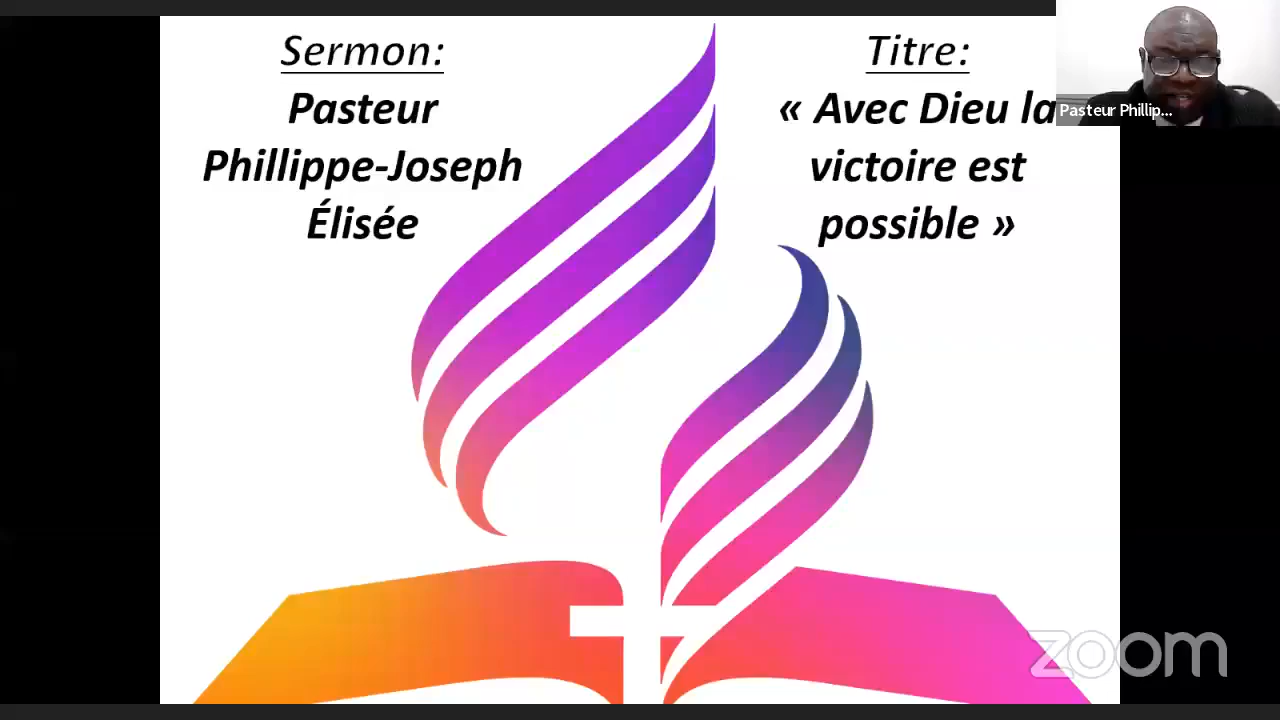 Sermon:
Pasteur
Phillippe-Joseph
Élisée
Titre:
« Avec Dieu la
victoire est
possible »
Pasteur Phillip...
zoom